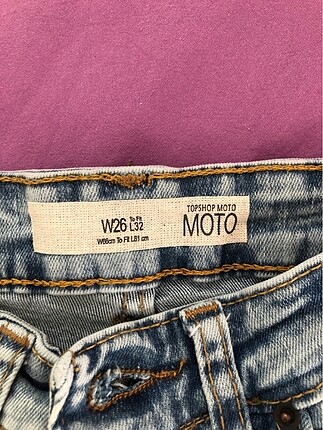 W26 To Fit L32
W66cm To Fit L81 cm
TOPSHOP MOTO
MOTO